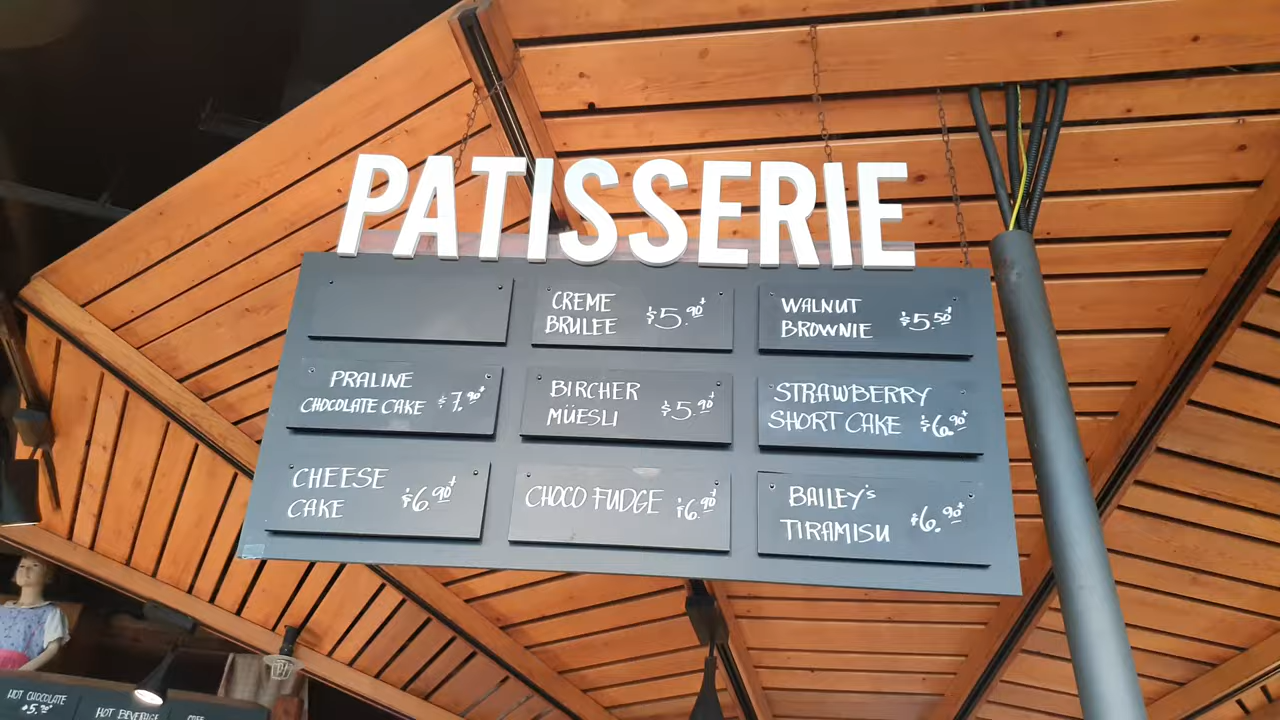 PATISSERIE
CREME
BRULEE $5.90+
WALNUT
BROWNIE $5.50+
PRALINE
CHOCOLATE CAKE $7.90+
BIRCHER
MÜESLI $5.90+
STRAWBERRY
SHORT CAKE $6.90+
CHEESE
CAKE $6.90+
CHOCO FUDGE $6.90+
BAILEY's
TIRAMISU $6.90+
HOT CHOCOLATE
HOT BEVERAGE